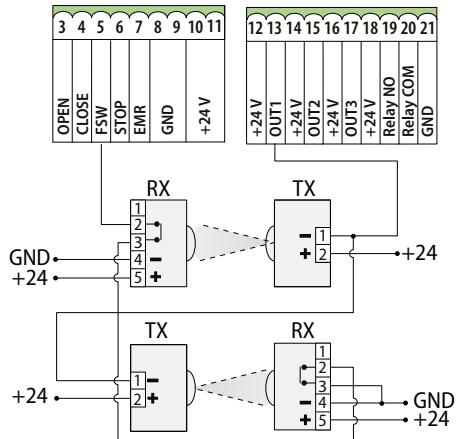 3 4 5 6 7 8 9 10 11
OPEN
CLOSE
FSW
STOP
EMR
GND
+24 V
12 13 14 15 16 17 18 19 20 21
+24 V
OUT1
+24 V
OUT2
+24 V
OUT3
+24 V
Relay NO
Relay COM
GND
RX
1
2
3
4 −
5 +
GND
+24
TX
− 1
+ 2
+24
TX
1 −
2 +
+24
RX
1
2
3
− 4
+ 5
GND
+24